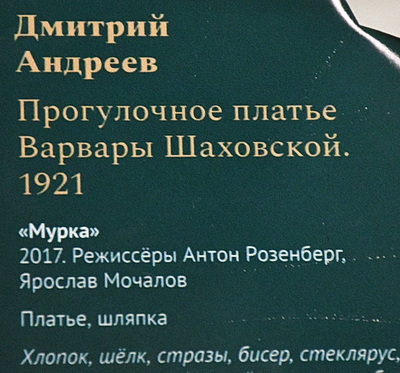 Дмитрий
Андреев
Прогулочное платье
Варвары Шаховской.
1921
«Мурка»
2017. Режиссёры Антон Розенберг,
Ярослав Мочалов
Платье, шляпка
Хлопок, шёлк, стразы, бисер, стеклярус,